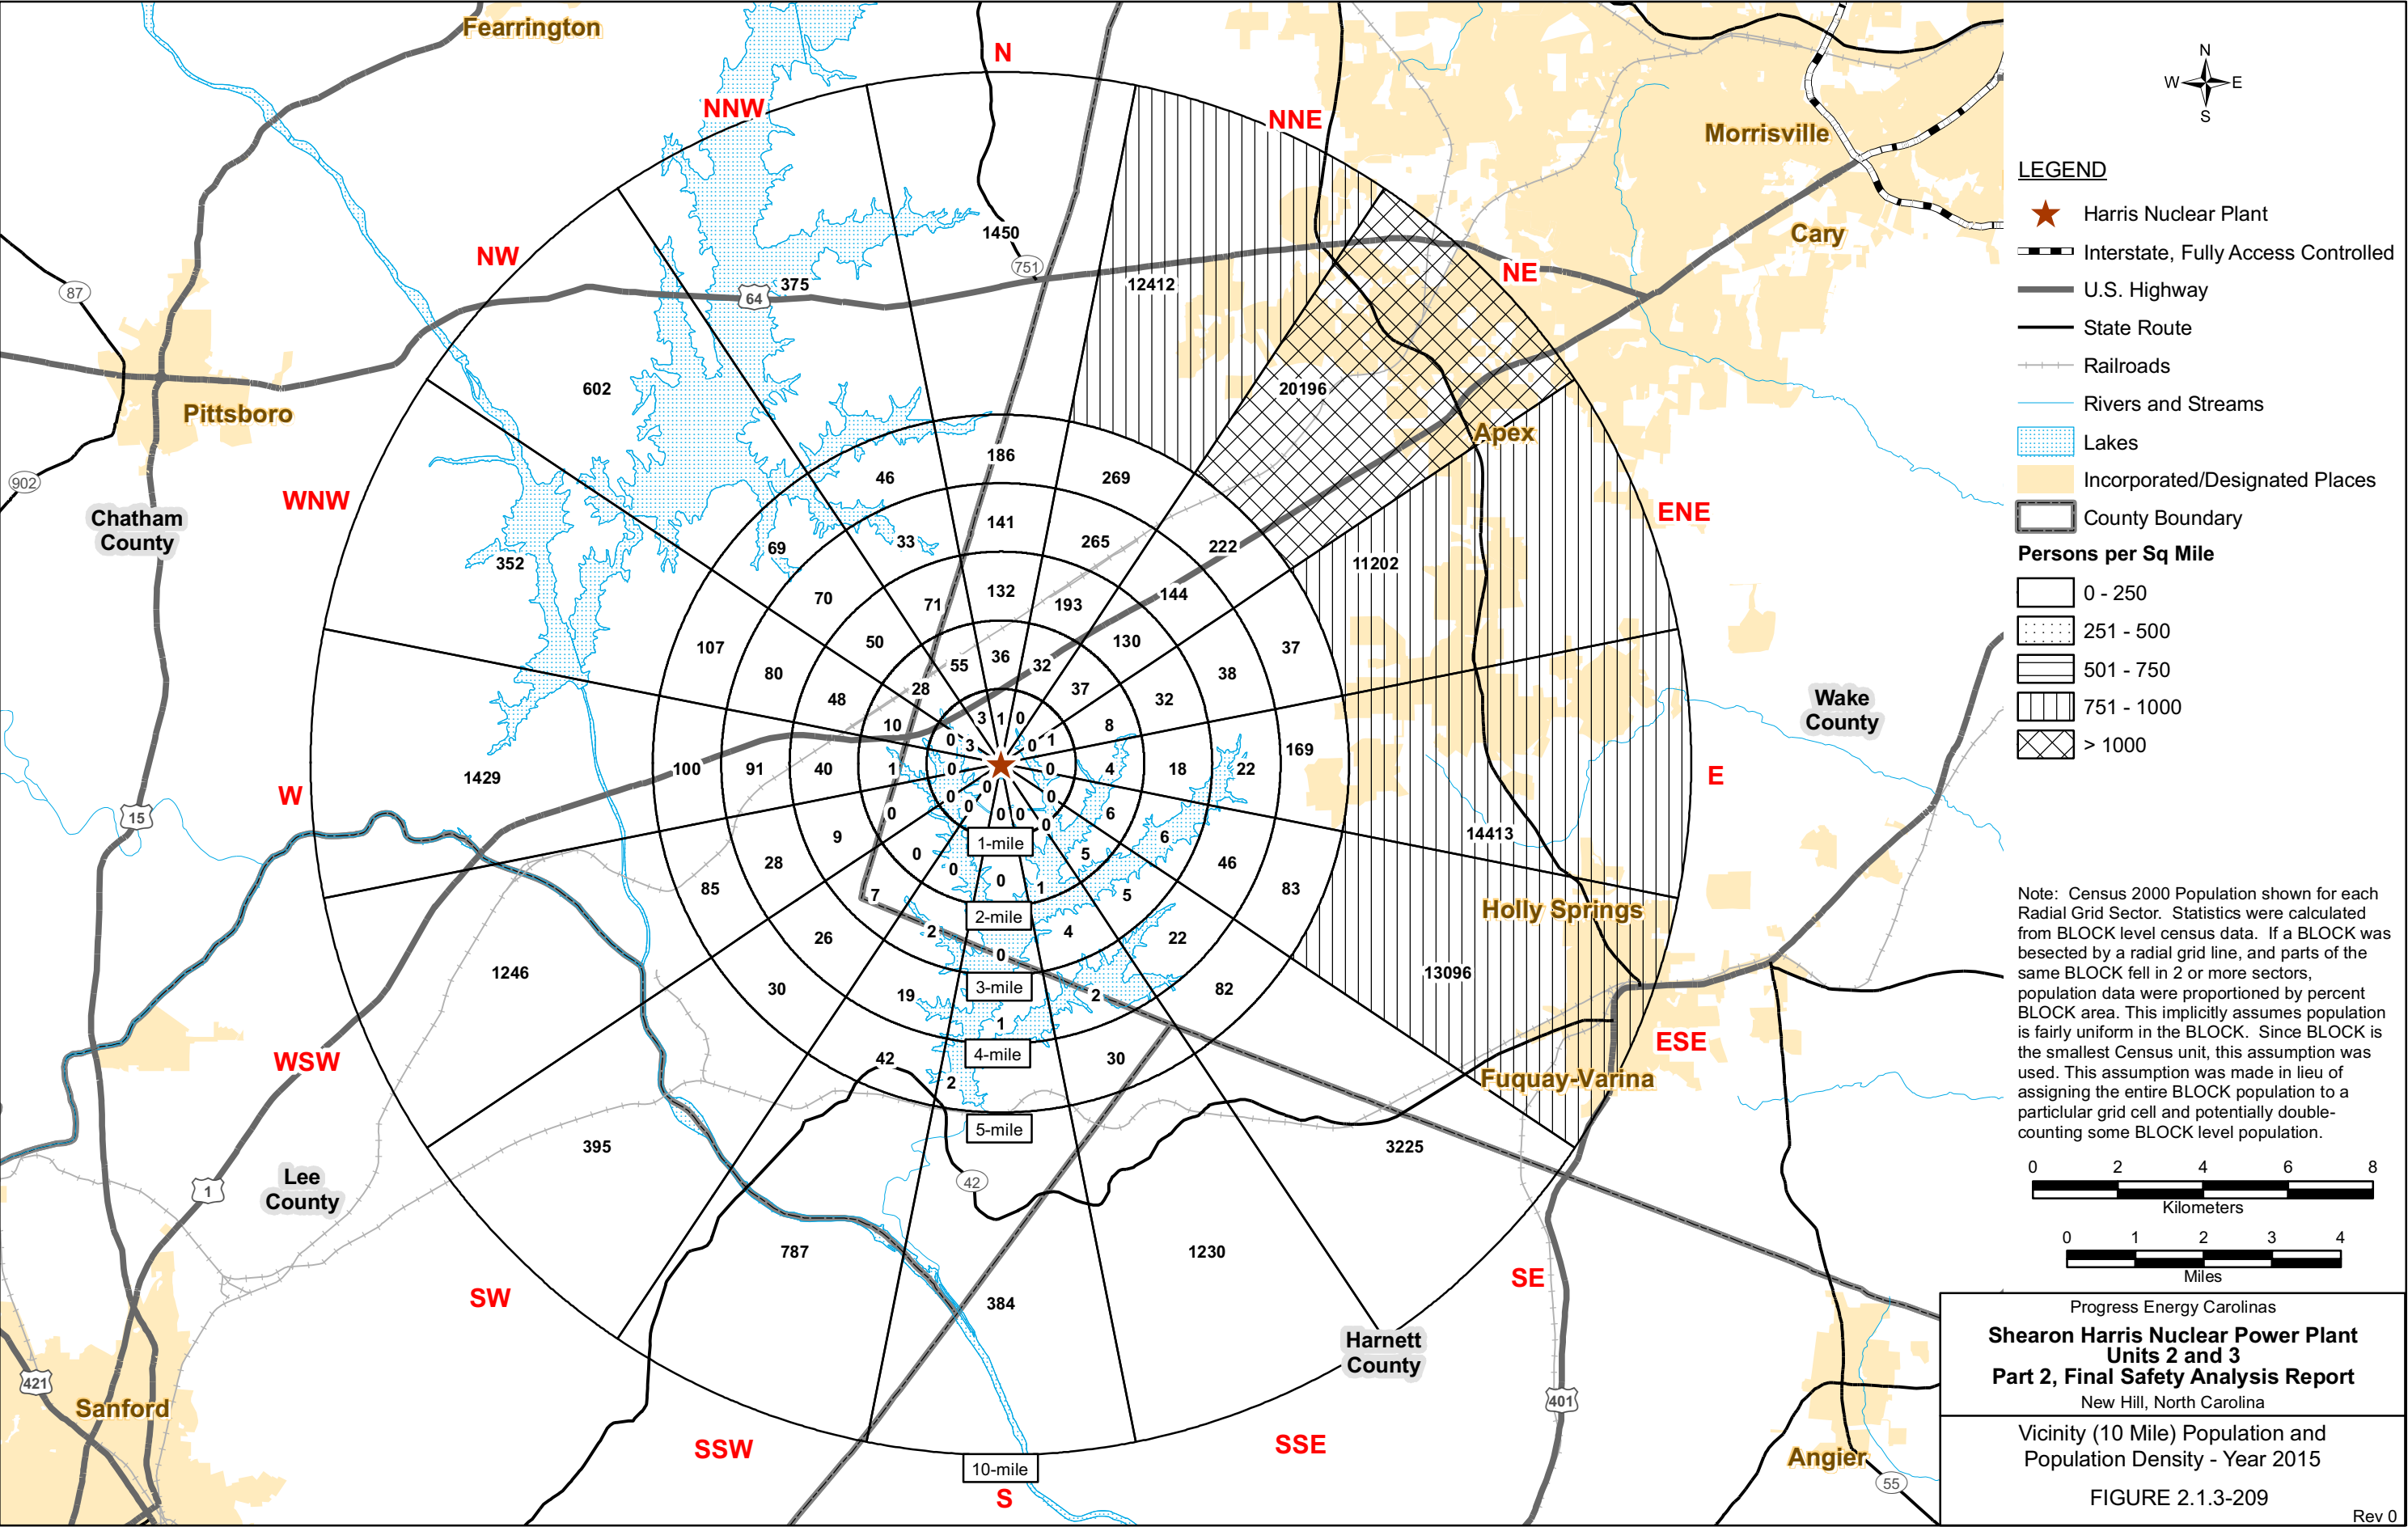 Fearrington
N
NNW
NNE
Morrisville
NW
Cary
NE
1450
751
87
375
64
12412
602
20196
Pittsboro
Apex
186
902
46
269
WNW
Chatham
County
ENE
141
69
33
265
222
352
11202
70
71
132
193
144
107
50
130
37
80
55
36
32
38
48
28
37
32
10
3
1
0
8
Wake
County
0
3
0
1
169
W
1429
100
91
40
1
0
0
4
18
22
E
15
0
0
0
0
0
0
0
0
0
6
9
1-mile
6
14413
28
0
5
46
0
85
7
0
1
5
83
2-mile
Holly Springs
26
2
4
22
0
1246
13096
30
19
3-mile
2
82
1
WSW
4-mile
ESE
42
30
Fuquay-Varina
2
5-mile
395
3225
Lee
County
1
42
787
1230
SW
384
SE
Harnett
County
421
Sanford
401
SSW
SSE
10-mile
S
Angier
55
N
W E
S
LEGEND
Harris Nuclear Plant
Interstate, Fully Access Controlled
U.S. Highway
State Route
Railroads
Rivers and Streams
Lakes
Incorporated/Designated Places
County Boundary
Persons per Sq Mile
0 - 250
251 - 500
501 - 750
751 - 1000
> 1000
Note: Census 2000 Population shown for each
Radial Grid Sector. Statistics were calculated
from BLOCK level census data. If a BLOCK was
besected by a radial grid line, and parts of the
same BLOCK fell in 2 or more sectors,
population data were proportioned by percent
BLOCK area. This implicitly assumes population
is fairly uniform in the BLOCK. Since BLOCK is
the smallest Census unit, this assumption was
used. This assumption was made in lieu of
assigning the entire BLOCK population to a
particlular grid cell and potentially double-
counting some BLOCK level population.
0 2 4 6 8
Kilometers
0 1 2 3 4
Miles
Progress Energy Carolinas
Shearon Harris Nuclear Power Plant
Units 2 and 3
Part 2, Final Safety Analysis Report
New Hill, North Carolina
Vicinity (10 Mile) Population and
Population Density - Year 2015
FIGURE 2.1.3-209
Rev 0